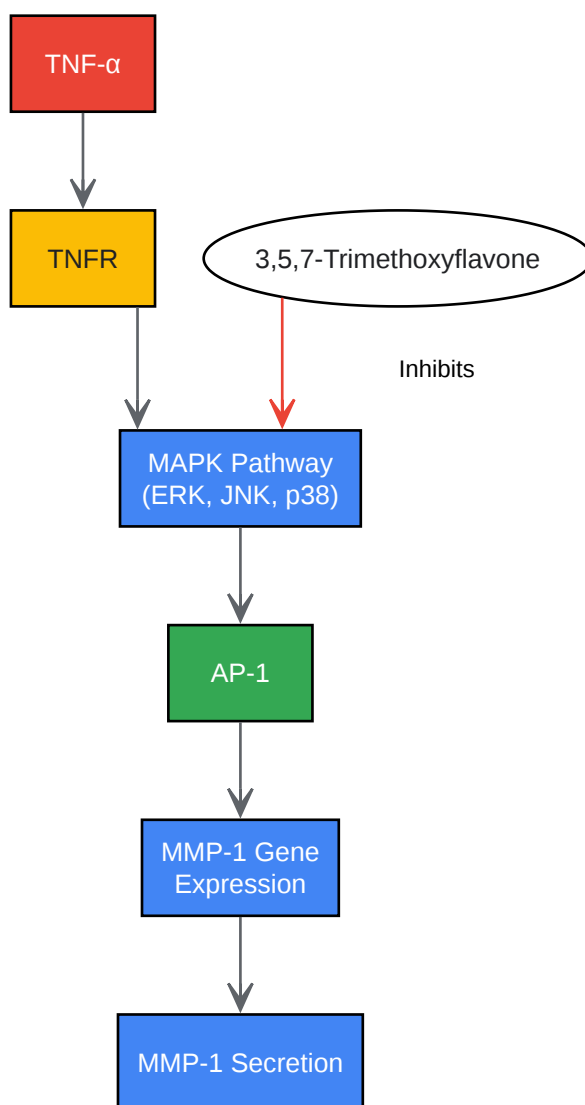 TNF-α
TNFR
3,5,7-Trimethoxyflavone
Inhibits
MAPK Pathway
(ERK, JNK, p38)
AP-1
MMP-1 Gene
Expression
MMP-1 Secretion